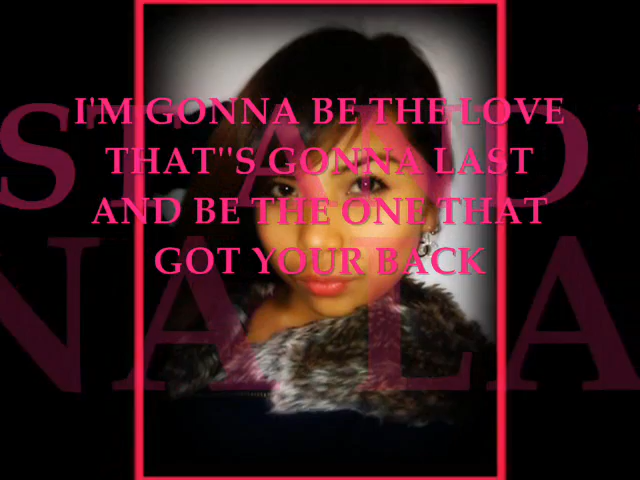 I'M GONNA BE THE LOVE
THAT''S GONNA LAST
AND BE THE ONE THAT
GOT YOUR BACK